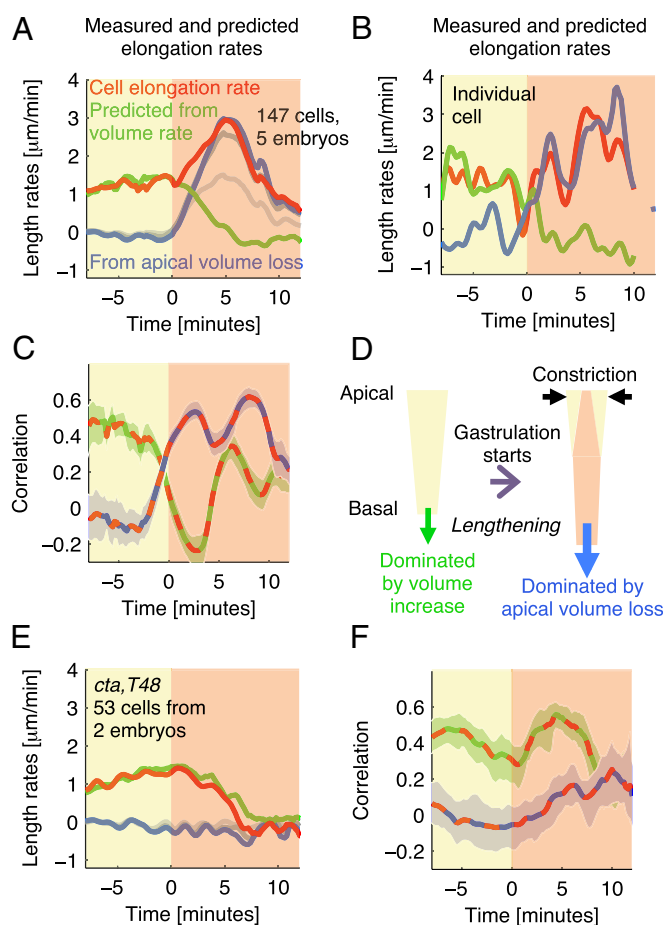 A
Measured and predicted
elongation rates
Length rates [μm/min]
4
3
2
1
0
−1
Cell elongation rate
Predicted from
volume rate
147 cells,
5 embryos
From apical volume loss
−5 0 5 10
Time [minutes]
B
Measured and predicted
elongation rates
Length rates [μm/min]
4
3
2
1
0
−1
Individual
cell
−5 0 5 10
Time [minutes]
C
Correlation
0.6
0.4
0.2
0
−0.2
−5 0 5 10
Time [minutes]
D
Constriction
Apical
Gastrulation
starts
Basal
Lengthening
Dominated
by volume
increase
Dominated by
apical volume loss
E
Length rates [μm/min]
4
3
2
1
0
−1
cta,T48
53 cells from
2 embryos
−5 0 5 10
Time [minutes]
F
Correlation
0.6
0.4
0.2
0
−0.2
−5 0 5 10
Time [minutes]